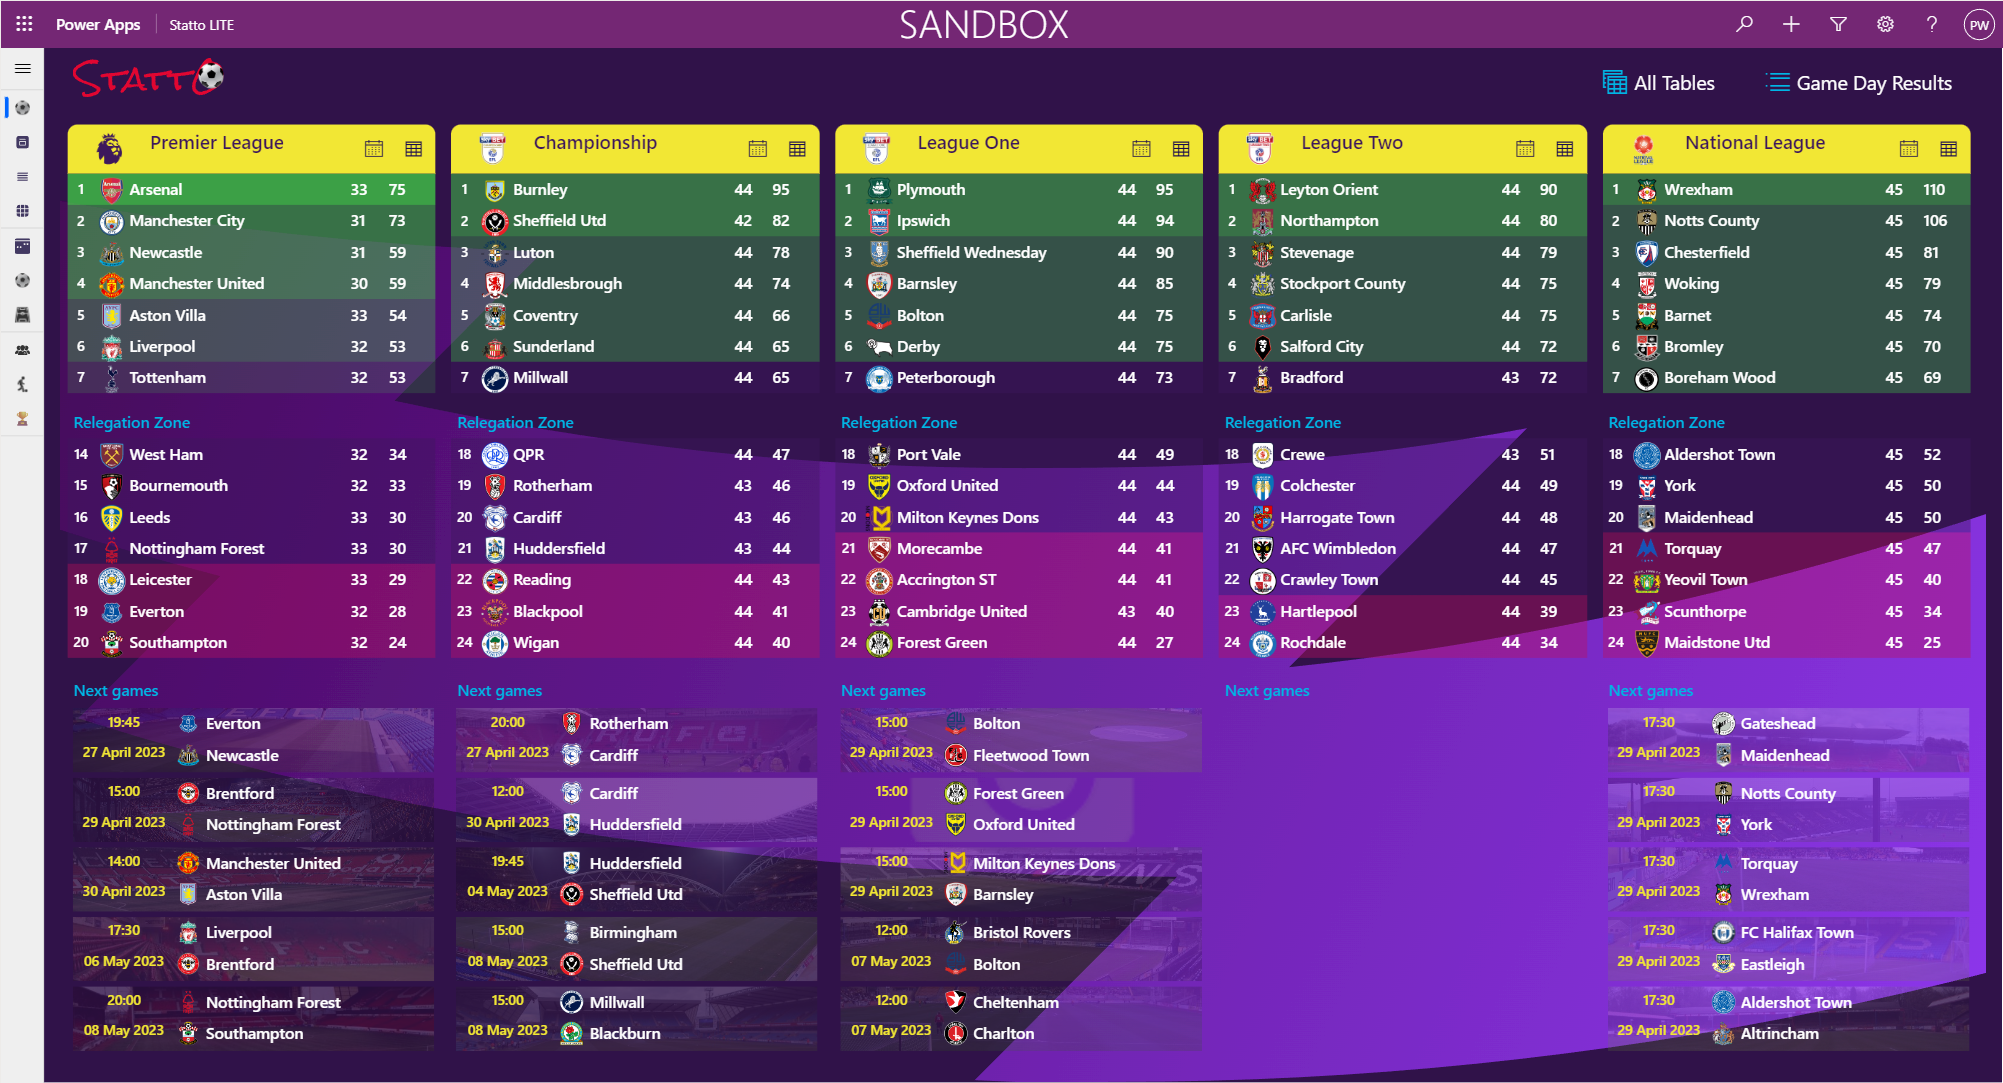 Power Apps Statto LITE SANDBOX ? PW
STATTO
All Tables Game Day Results
Premier League
1 Arsenal 33 75
2 Manchester City 31 73
3 Newcastle 31 59
4 Manchester United 30 59
5 Aston Villa 33 54
6 Liverpool 32 53
7 Tottenham 32 53
Relegation Zone
14 West Ham 32 34
15 Bournemouth 32 33
16 Leeds 33 30
17 Nottingham Forest 33 30
18 Leicester 33 29
19 Everton 32 28
20 Southampton 32 24
Next games
19:45 Everton
27 April 2023 Newcastle
15:00 Brentford
29 April 2023 Nottingham Forest
14:00 Manchester United
30 April 2023 Aston Villa
17:30 Liverpool
06 May 2023 Brentford
20:00 Nottingham Forest
08 May 2023 Southampton
Championship
1 Burnley 44 95
2 Sheffield Utd 42 82
3 Luton 44 78
4 Middlesbrough 44 74
5 Coventry 44 66
6 Sunderland 44 65
7 Millwall 44 65
Relegation Zone
18 QPR 44 47
19 Rotherham 43 46
20 Cardiff 43 46
21 Huddersfield 43 44
22 Reading 44 43
23 Blackpool 44 41
24 Wigan 44 40
Next games
20:00 Rotherham
27 April 2023 Cardiff
12:00 Cardiff
30 April 2023 Huddersfield
19:45 Huddersfield
04 May 2023 Sheffield Utd
15:00 Birmingham
08 May 2023 Sheffield Utd
15:00 Millwall
08 May 2023 Blackburn
League One
1 Plymouth 44 95
2 Ipswich 44 94
3 Sheffield Wednesday 44 90
4 Barnsley 44 85
5 Bolton 44 75
6 Derby 44 75
7 Peterborough 44 73
Relegation Zone
18 Port Vale 44 49
19 Oxford United 44 44
20 Milton Keynes Dons 44 43
21 Morecambe 44 41
22 Accrington ST 44 41
23 Cambridge United 43 40
24 Forest Green 44 27
Next games
15:00 Bolton
29 April 2023 Fleetwood Town
15:00 Forest Green
29 April 2023 Oxford United
15:00 Milton Keynes Dons
29 April 2023 Barnsley
12:00 Bristol Rovers
07 May 2023 Bolton
12:00 Cheltenham
07 May 2023 Charlton
League Two
1 Leyton Orient 44 90
2 Northampton 44 80
3 Stevenage 44 79
4 Stockport County 44 75
5 Carlisle 44 75
6 Salford City 44 72
7 Bradford 43 72
Relegation Zone
18 Crewe 43 51
19 Colchester 44 49
20 Harrogate Town 44 48
21 AFC Wimbledon 44 47
22 Crawley Town 44 45
23 Hartlepool 44 39
24 Rochdale 44 34
Next games
National League
1 Wrexham 45 110
2 Notts County 45 106
3 Chesterfield 45 81
4 Woking 45 79
5 Barnet 45 74
6 Bromley 45 70
7 Boreham Wood 45 69
Relegation Zone
18 Aldershot Town 45 52
19 York 45 50
20 Maidenhead 45 50
21 Torquay 45 47
22 Yeovil Town 45 40
23 Scunthorpe 45 34
24 Maidstone Utd 45 25
Next games
17:30 Gateshead
29 April 2023 Maidenhead
17:30 Notts County
29 April 2023 York
17:30 Torquay
29 April 2023 Wrexham
17:30 FC Halifax Town
29 April 2023 Eastleigh
17:30 Aldershot Town
29 April 2023 Altrincham